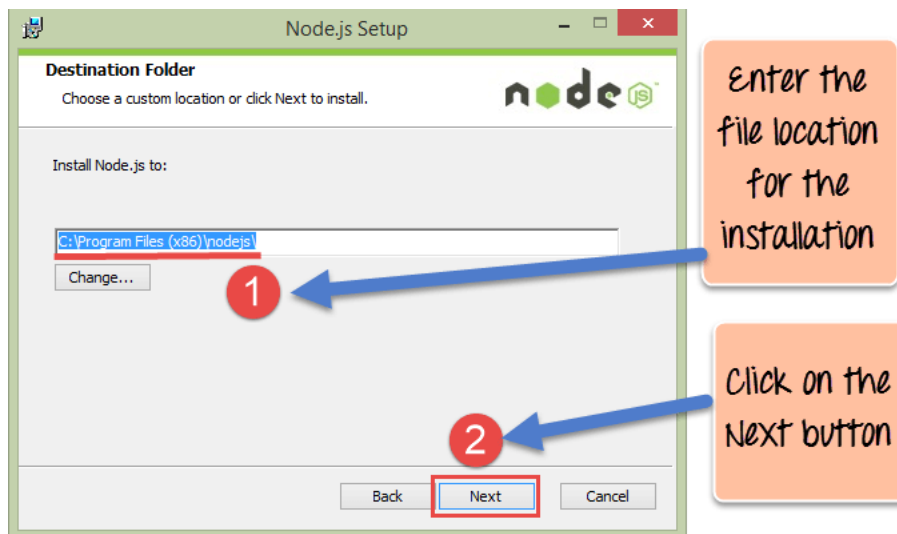 Node.js Setup
Destination Folder
Choose a custom location or click Next to install.
node JS
Install Node.js to:
C:\Program Files (x86)\nodejs\
Change...
1
2
Back
Next
Cancel
Enter the
file location
for the
installation
Click on the
Next button